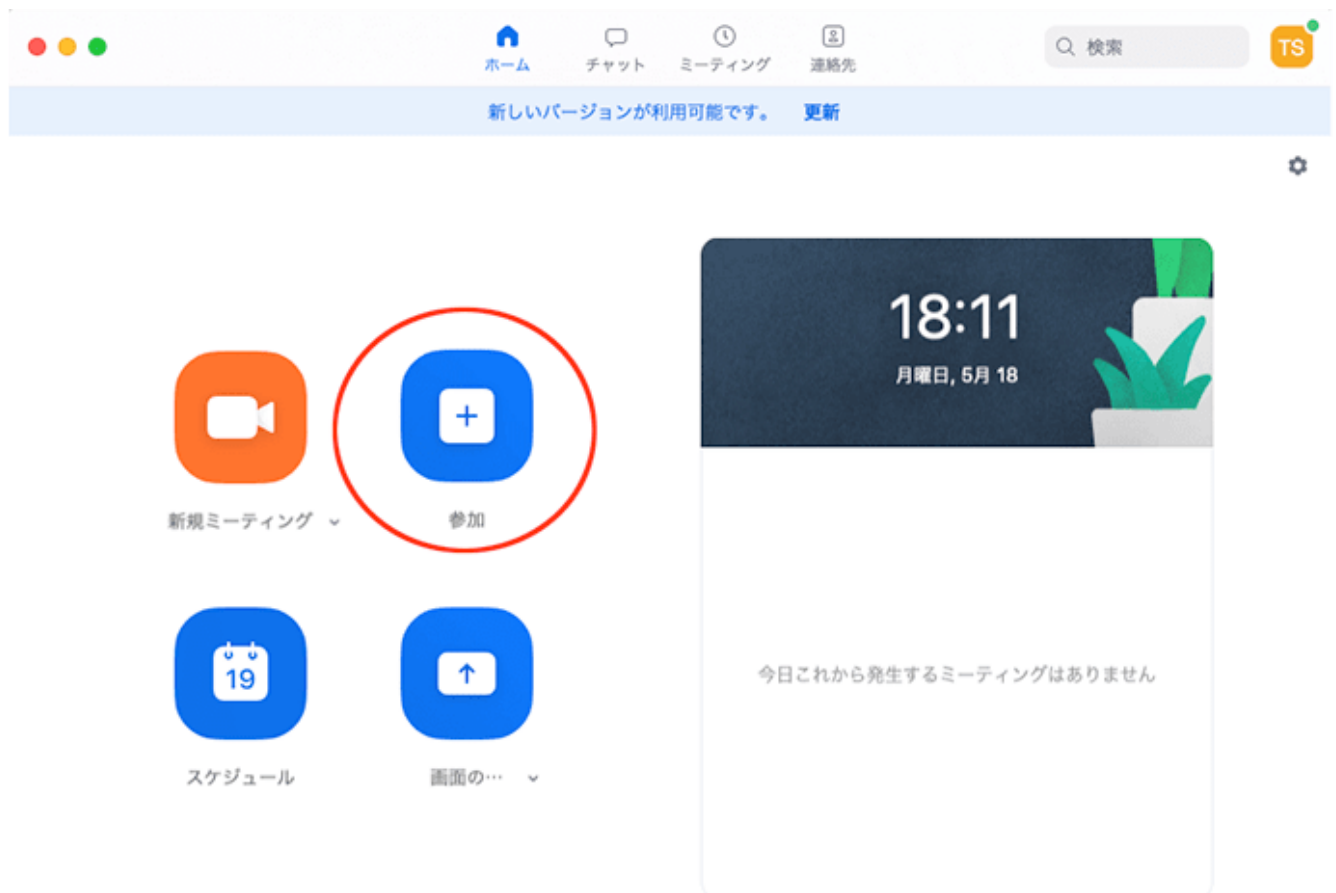 ホーム
チャット
ミーティング
連絡先
検索
TS
新しいバージョンが利用可能です。 更新
18:11
月曜日, 5月 18
新規ミーティング
参加
19
スケジュール
画面の…
今日これから発生するミーティングはありません